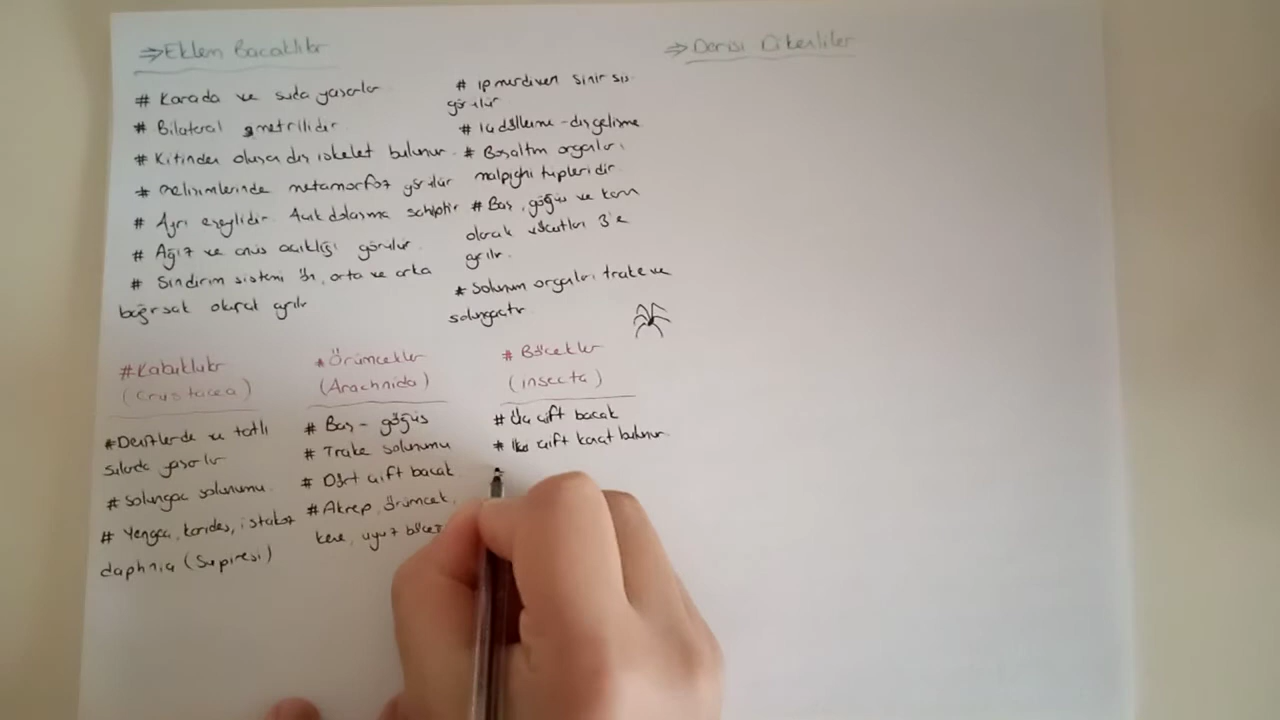 ⇒Eklem Bacaklılar
# Karada ve suda yaşarlar
# Bilateral simetrilidir
# Kitinden oluşan dış iskelet bulunur
# Gelişimlerinde metamorfoz görülür
# Ayrı eşeylidir. Açık dolaşıma sahiptir
# Ağız ve anüs açıklığı görülür
# Sindirim sistemi ön, orta ve arka
bağırsak olarak ayrılır
# ip merdiven sinir sis
görülür
# iç dölleme - dış gelişme
# Boşaltım organları
malpighi tüpleridir
# Baş, göğüs ve karın
olarak vücutları 3'e
ayrılır.
* Solunum organları trake ve
solungaçtır
#Kabuklular
(Crustacea)
*Denizlerde ve tatlı
sularda yaşarlar
# Solungaç solunumu
# Yengeç, karides, istakoz
daphnia (Su piresi)
*Örümcekler
(Arachnida)
# Baş - göğüs
# Trake solunumu
# Dört çift bacak
# Akrep, örümcek,
kene, uyuz böceği
# Böcekler
(insecta)
# Üç çift bacak
* İki çift kanat bulunur
⇒ Derisi Dikenliler